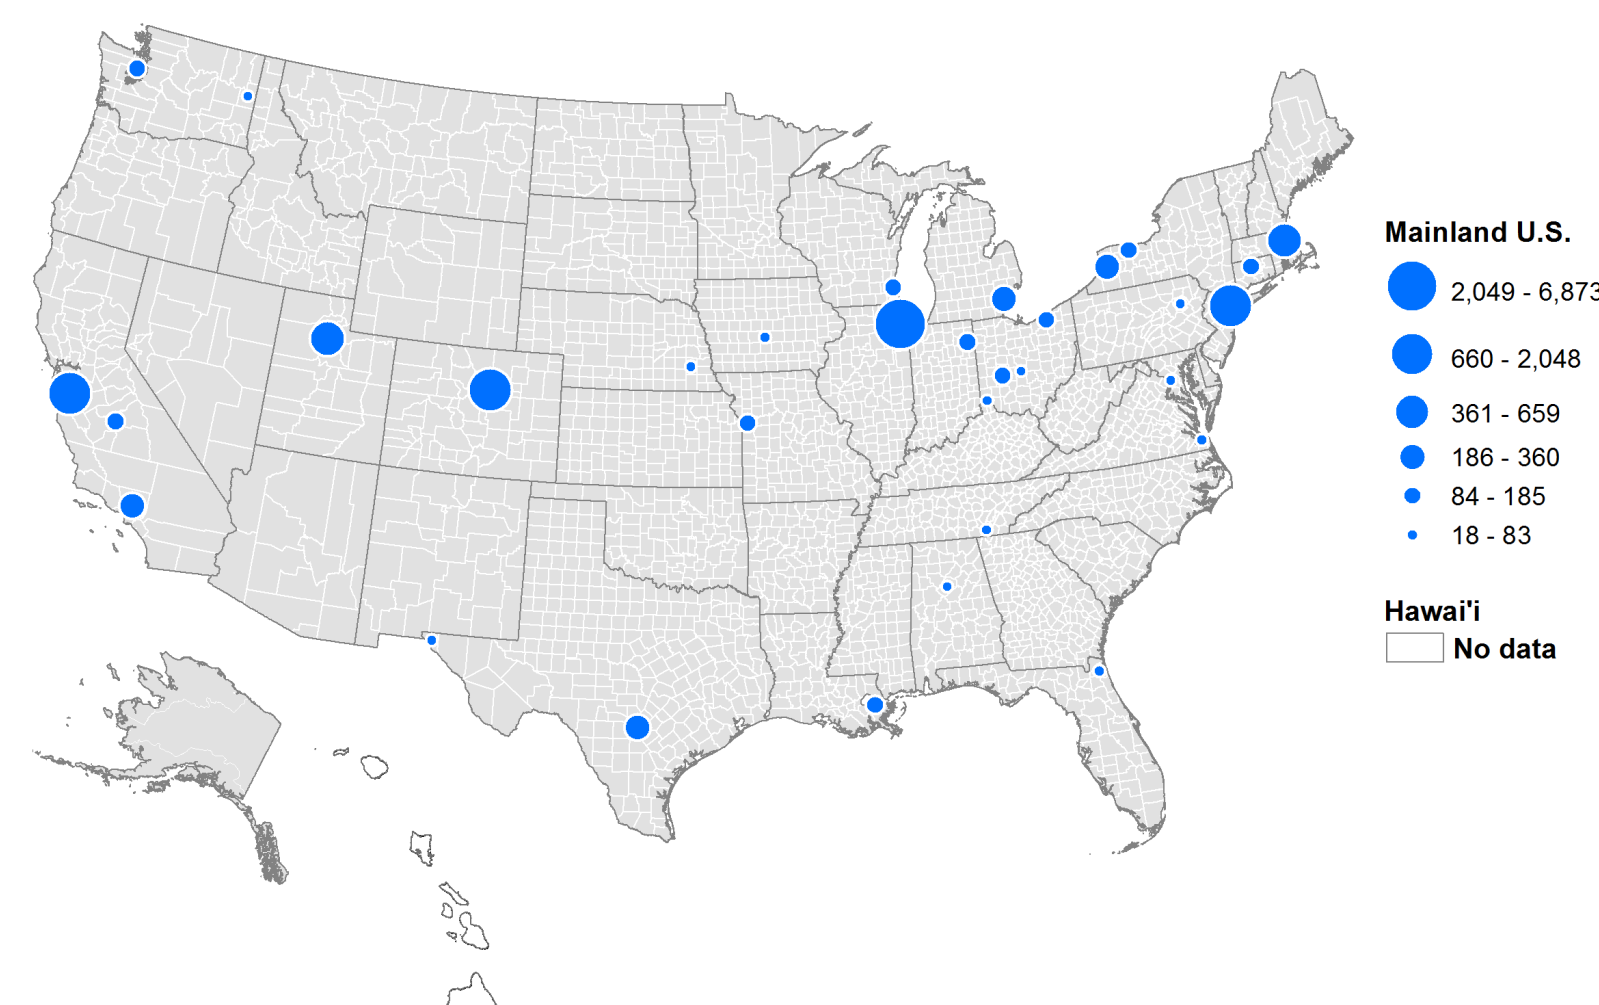 Mainland U.S.
2,049 - 6,873
660 - 2,048
361 - 659
186 - 360
84 - 185
18 - 83
Hawai'i
No data